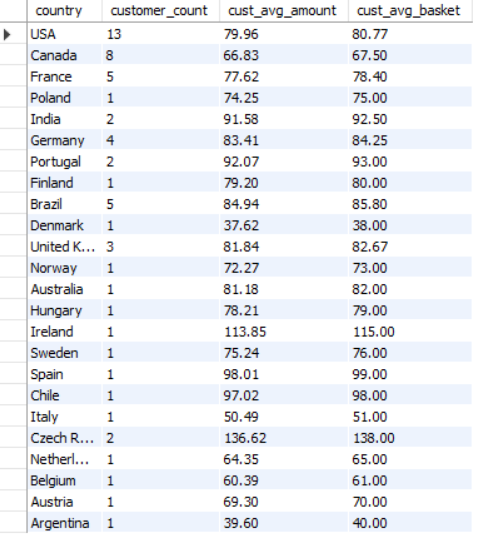 country customer_count cust_avg_amount cust_avg_basket
USA 13 79.96 80.77
Canada 8 66.83 67.50
France 5 77.62 78.40
Poland 1 74.25 75.00
India 2 91.58 92.50
Germany 4 83.41 84.25
Portugal 2 92.07 93.00
Finland 1 79.20 80.00
Brazil 5 84.94 85.80
Denmark 1 37.62 38.00
United K... 3 81.84 82.67
Norway 1 72.27 73.00
Australia 1 81.18 82.00
Hungary 1 78.21 79.00
Ireland 1 113.85 115.00
Sweden 1 75.24 76.00
Spain 1 98.01 99.00
Chile 1 97.02 98.00
Italy 1 50.49 51.00
Czech R... 2 136.62 138.00
Netherl... 1 64.35 65.00
Belgium 1 60.39 61.00
Austria 1 69.30 70.00
Argentina 1 39.60 40.00